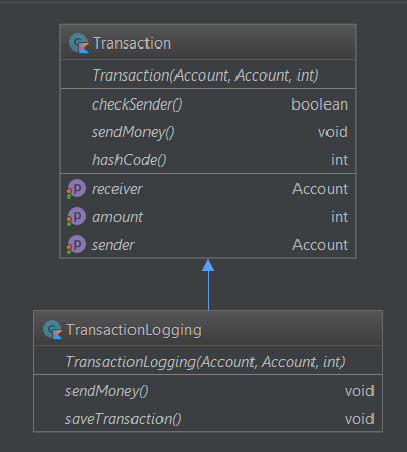 Transaction
Transaction(Account, Account, int)
checkSender() boolean
sendMoney() void
hashCode() int
receiver Account
amount int
sender Account
TransactionLogging
TransactionLogging(Account, Account, int)
sendMoney() void
saveTransaction() void